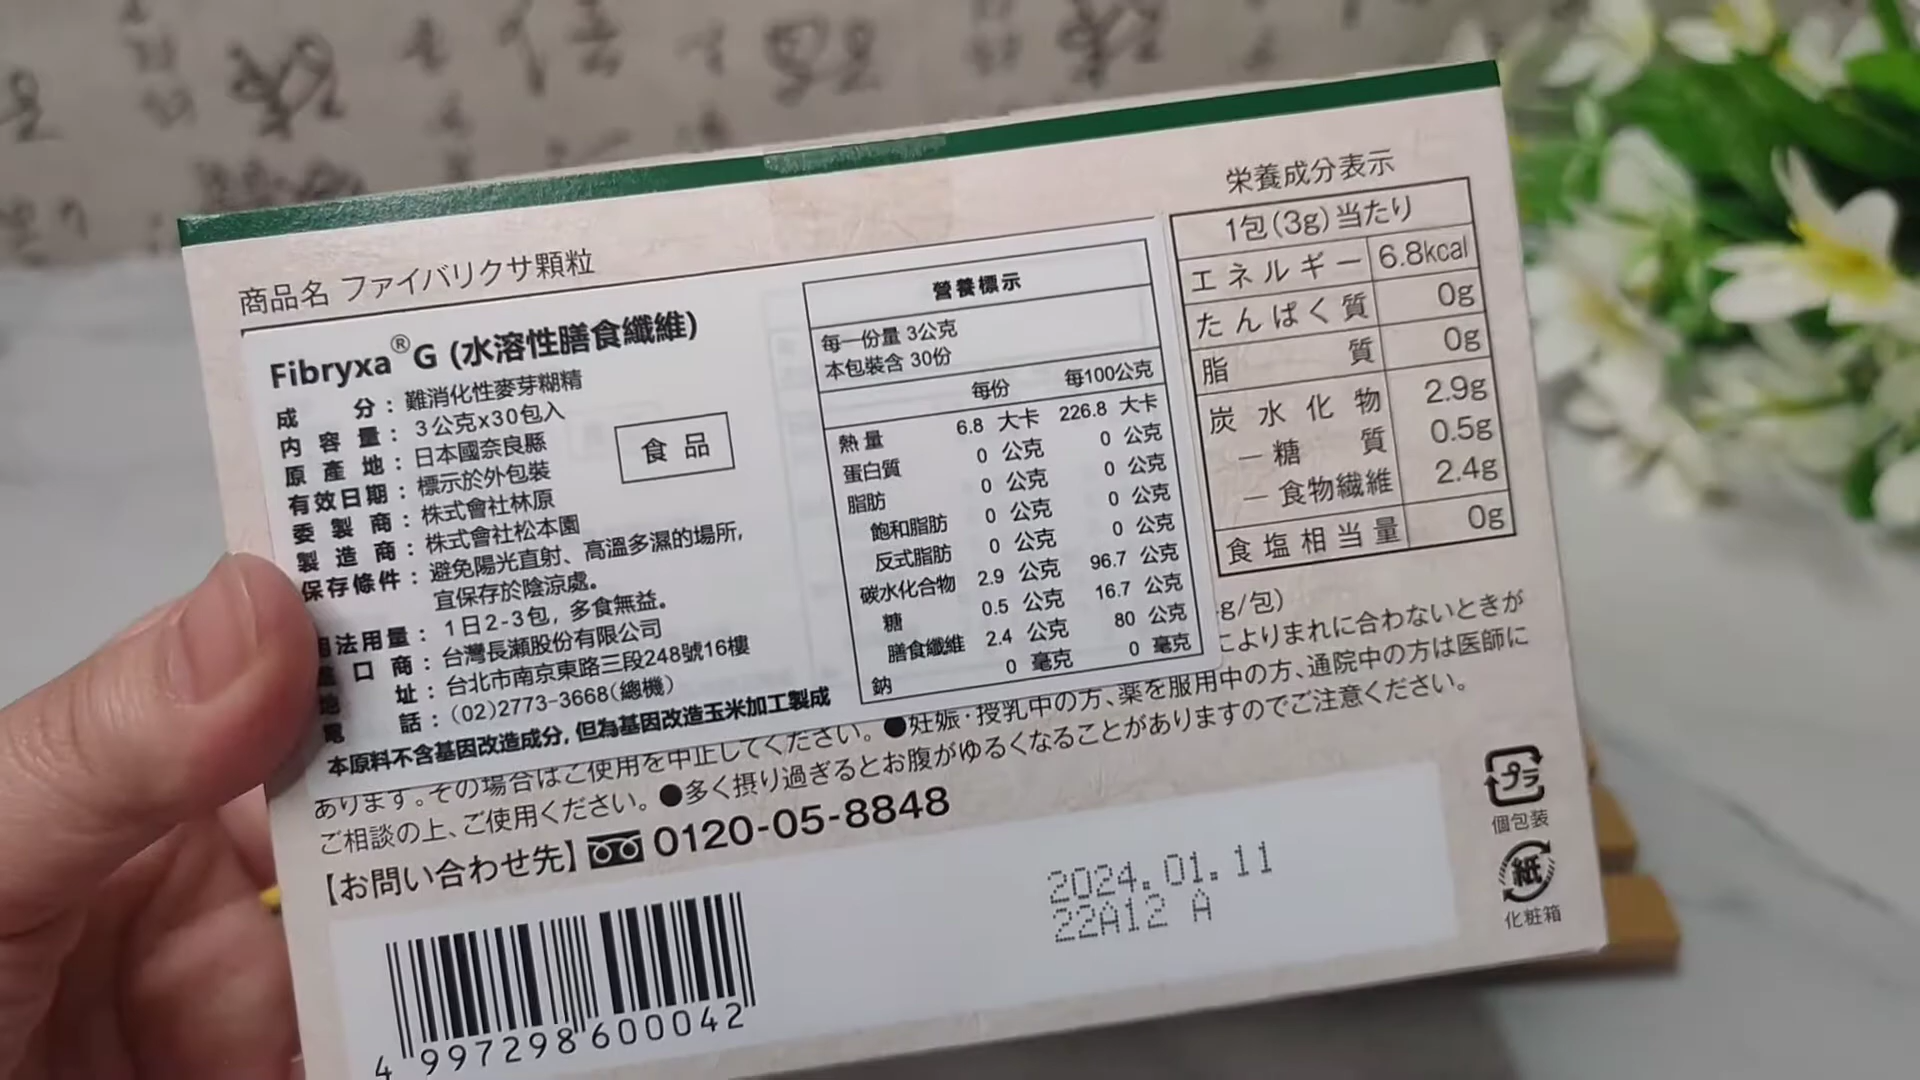 商品名 ファイバリクサ顆粒
Fibryxa®G (水溶性膳食纖維)
成分：難消化性麥芽糊精
內容量：3公克x30包入
原產地：日本國奈良縣
有效日期：標示於外包裝
委製商：株式會社林原
製造商：株式會社松本園
保存條件：避免陽光直射、高溫多濕的場所,
宜保存於陰涼處。
用法用量：1日2-3包, 多食無益。
進口商：台灣長瀨股份有限公司
地址：台北市南京東路三段248號16樓
電話：(02)2773-3668(總機)
本原料不含基因改造成分, 但為基因改造玉米加工製成
食品
營養標示
每一份量 3公克
本包裝含 30份
每份 每100公克
熱量 6.8 大卡 226.8 大卡
蛋白質 0 公克 0 公克
脂肪 0 公克 0 公克
飽和脂肪 0 公克 0 公克
反式脂肪 0 公克 0 公克
碳水化合物 2.9 公克 96.7 公克
糖 0.5 公克 16.7 公克
膳食纖維 2.4 公克 80 公克
鈉 0 毫克 0 毫克
栄養成分表示
1包(3g)当たり
エネルギー 6.8kcal
たんぱく質 0g
脂質 0g
炭水化物 2.9g
－糖質 0.5g
－食物繊維 2.4g
食塩相当量 0g
g/包)
によりまれに合わないときが
あります。その場合はご使用を中止してください。●妊娠・授乳中の方、薬を服用中の方、通院中の方は医師に
ご相談の上、ご使用ください。●多く摂り過ぎるとお腹がゆるくなることがありますのでご注意ください。
【お問い合わせ先】0120-05-8848
2024.01.11
22A12 A
4 997298 600042
プラ
個包装
紙
化粧箱